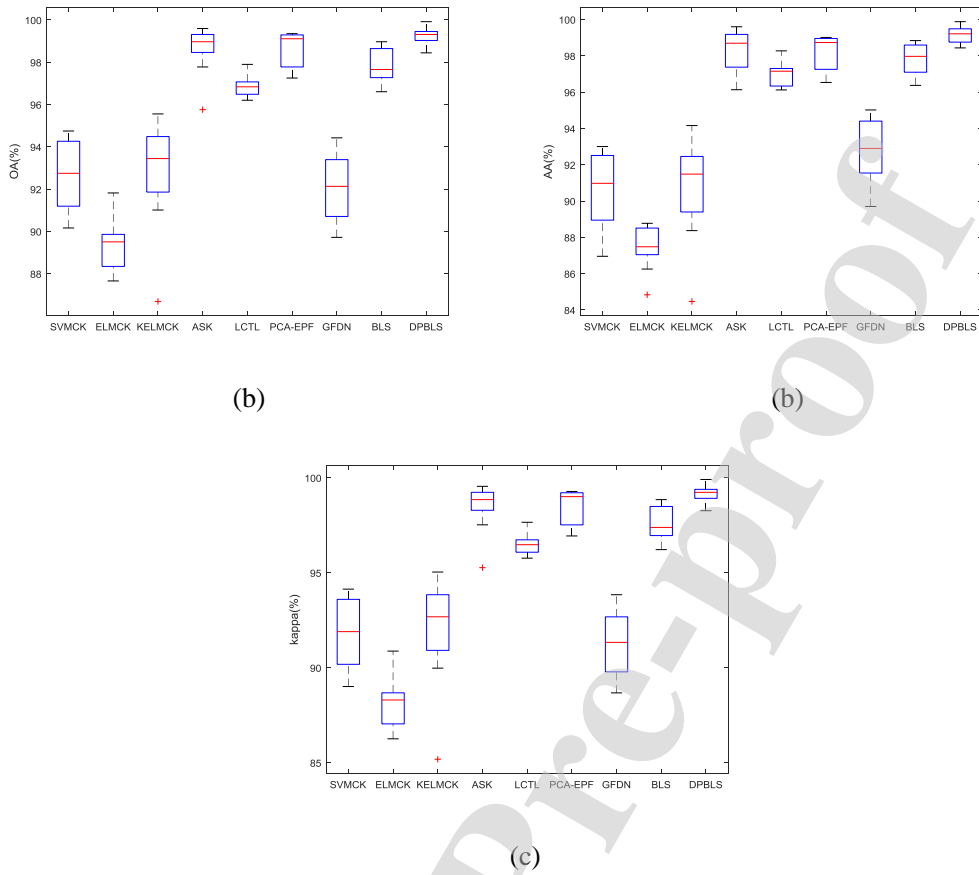 100
98
96
94
92
90
88
OA(%)
SVMCK ELMCK KELMCK ASK LCTL PCA-EPF GFDN BLS DPBLS
(b)
100
98
96
94
92
90
88
86
84
AA(%)
SVMCK ELMCK KELMCK ASK LCTL PCA-EPF GFDN BLS DPBLS
(b)
100
95
90
85
kappa(%)
SVMCK ELMCK KELMCK ASK LCTL PCA-EPF GFDN BLS DPBLS
(c)
Pre-proof